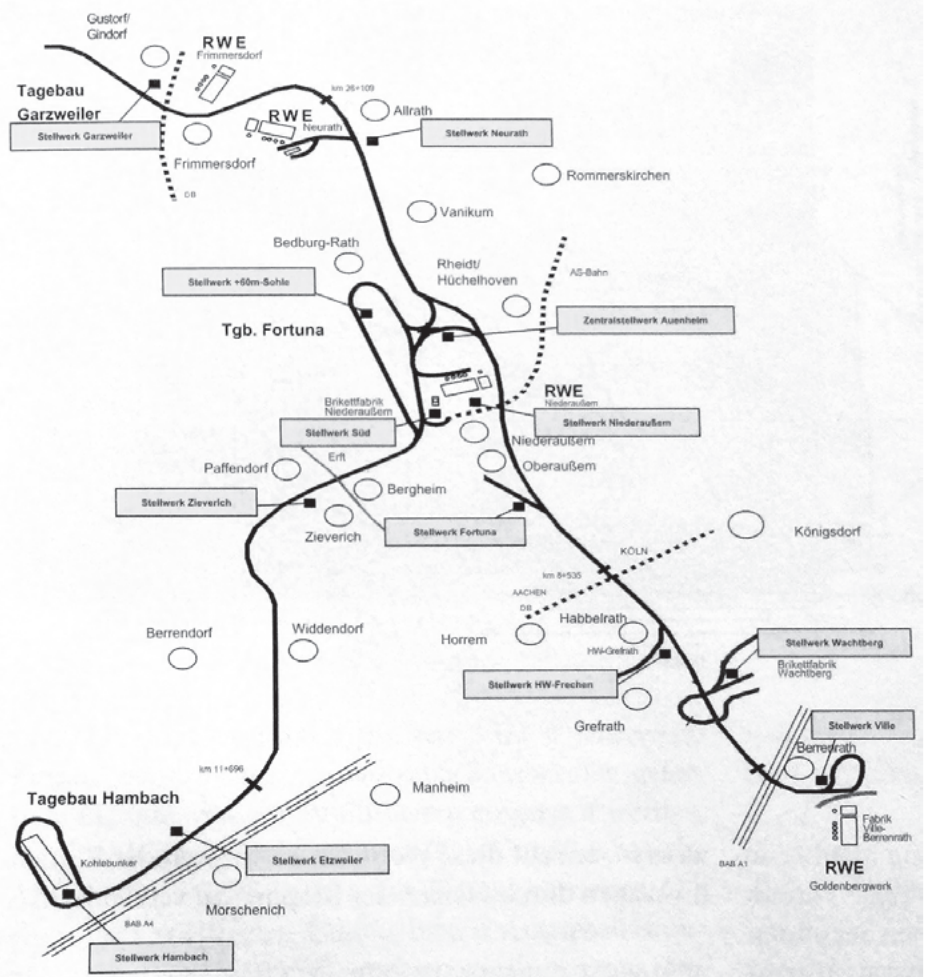 Gustorf/
Gindorf
RWE
Frimmersdorf
Tagebau
Garzweiler
km 26+109
Allrath
RWE
Neurath
Stellwerk Garzweiler
Stellwerk Neurath
Frimmersdorf
DB
Rommerskirchen
Vanikum
Bedburg-Rath
Rheidt/
Hüchelhoven
AS-Bahn
Stellwerk +60m-Sohle
Tgb. Fortuna
Zentralstellwerk Auenheim
RWE
Niederaußem
Brikettfabrik
Niederaußem
Stellwerk Süd
Stellwerk Niederaußem
Niederaußem
Erft
Oberaußem
Paffendorf
Bergheim
Stellwerk Zieverich
Zieverich
Stellwerk Fortuna
Königsdorf
KÖLN
km 8+535
AACHEN
DB
Berrendorf
Widdendorf
Horrem
Habbelrath
HW-Grefrath
Stellwerk Wachtberg
Brikettfabrik
Wachtberg
Stellwerk HW-Frechen
Grefrath
Stellwerk Ville
Berrenrath
km 11+696
Tagebau Hambach
Manheim
Kohlebunker
Stellwerk Etzweiler
Fabrik
Ville-
Berrenrath
BAB A1
RWE
Goldenbergwerk
Morschenich
BAB A4
Stellwerk Hambach